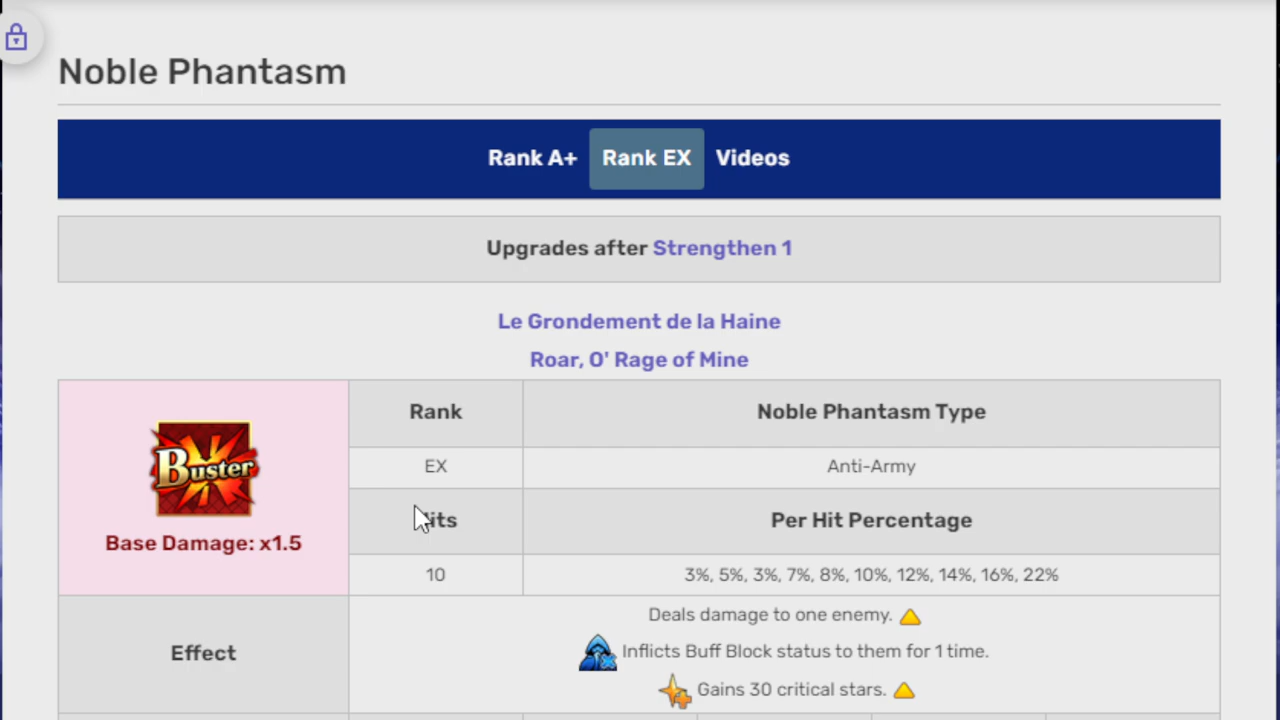 Noble Phantasm
Rank A+ Rank EX Videos
Upgrades after Strengthen 1
Le Grondement de la Haine
Roar, O' Rage of Mine
Rank Noble Phantasm Type
Buster
EX Anti-Army
its Per Hit Percentage
Base Damage: x1.5
10 3%, 5%, 3%, 7%, 8%, 10%, 12%, 14%, 16%, 22%
Effect
Deals damage to one enemy.
Inflicts Buff Block status to them for 1 time.
Gains 30 critical stars.